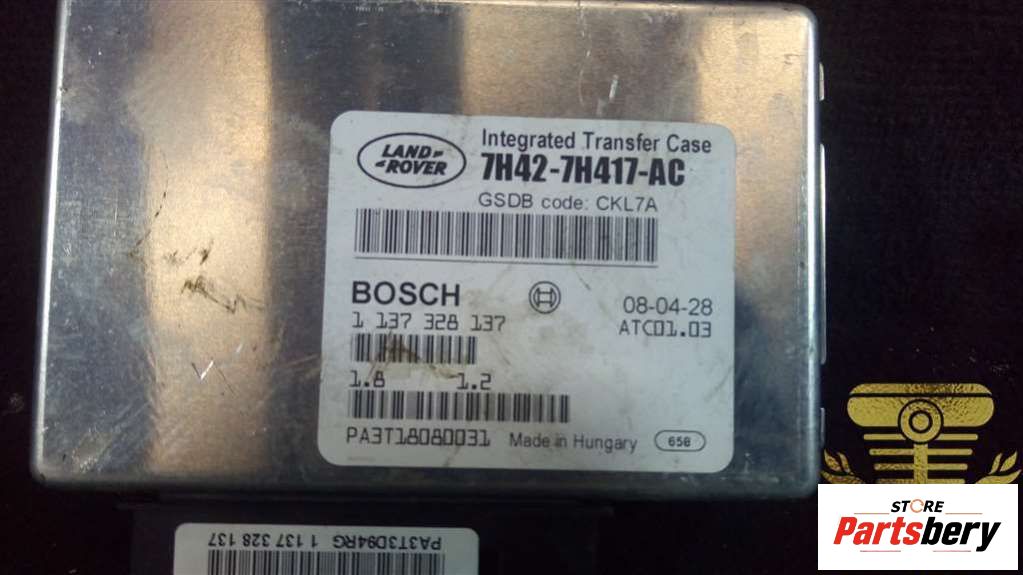 LAND
ROVER
Integrated Transfer Case
7H42-7H417-AC
GSDB code: CKL7A
BOSCH
08-04-28
1 137 328 137
ATC01.03
1.8 1.2
PA3T18080031 Made in Hungary 658
PA3T3D94RG 1 137 328 137
STORE
Partsbery